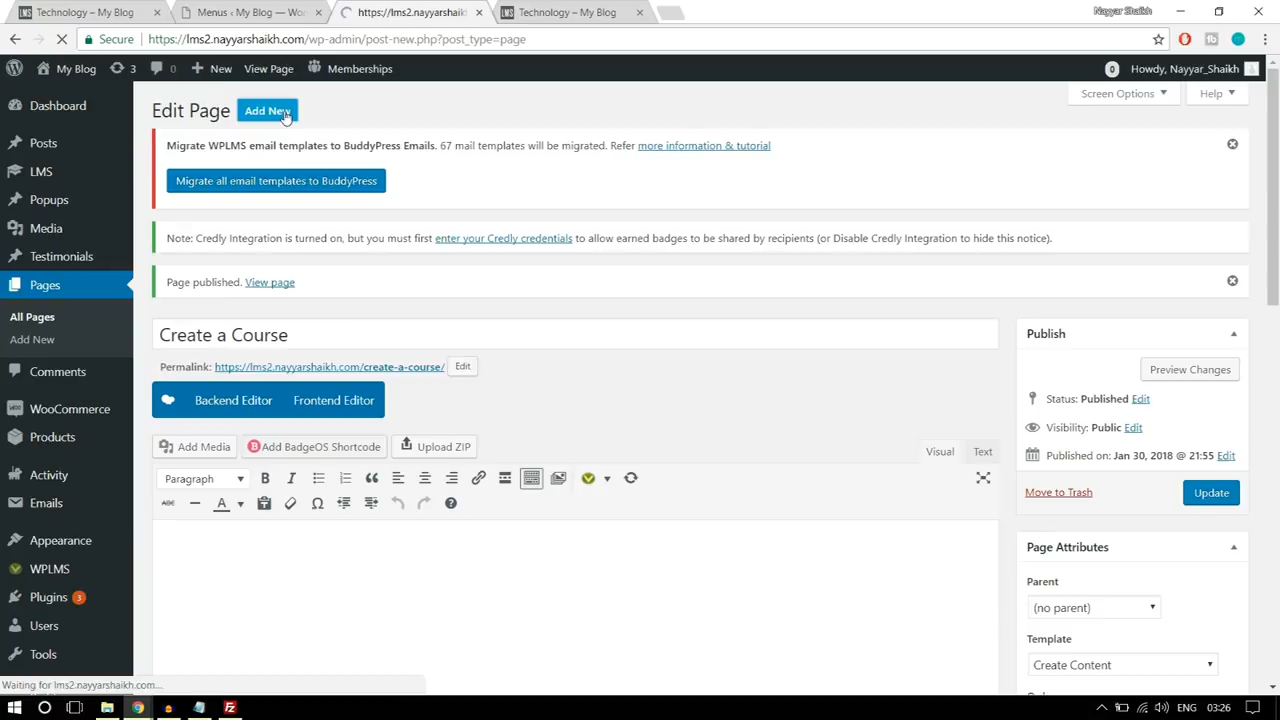 Technology – My Blog
Menus ‹ My Blog — Wo
https://lms2.nayyarshaik
Technology – My Blog
Nayyar Shaikh
Secure
https://lms2.nayyarshaikh.com/wp-admin/post-new.php?post_type=page
My Blog
3
0
New
View Page
Memberships
0
Howdy, Nayyar_Shaikh
Dashboard
Posts
LMS
Popups
Media
Testimonials
Pages
All Pages
Add New
Comments
WooCommerce
Products
Activity
Emails
Appearance
WPLMS
Plugins 3
Users
Tools
Edit Page
Add New
Screen Options
Help
Migrate WPLMS email templates to BuddyPress Emails. 67 mail templates will be migrated. Refer more information & tutorial
Migrate all email templates to BuddyPress
Note: Credly Integration is turned on, but you must first enter your Credly credentials to allow earned badges to be shared by recipients (or Disable Credly Integration to hide this notice).
Page published. View page
Create a Course
Permalink: https://lms2.nayyarshaikh.com/create-a-course/ Edit
Backend Editor
Frontend Editor
Add Media
Add BadgeOS Shortcode
Upload ZIP
Visual
Text
Paragraph
B I
ABC
A
Publish
Preview Changes
Status: Published Edit
Visibility: Public Edit
Published on: Jan 30, 2018 @ 21:55 Edit
Move to Trash
Update
Page Attributes
Parent
(no parent)
Template
Create Content
Waiting for lms2.nayyarshaikh.com...
ENG
03:26